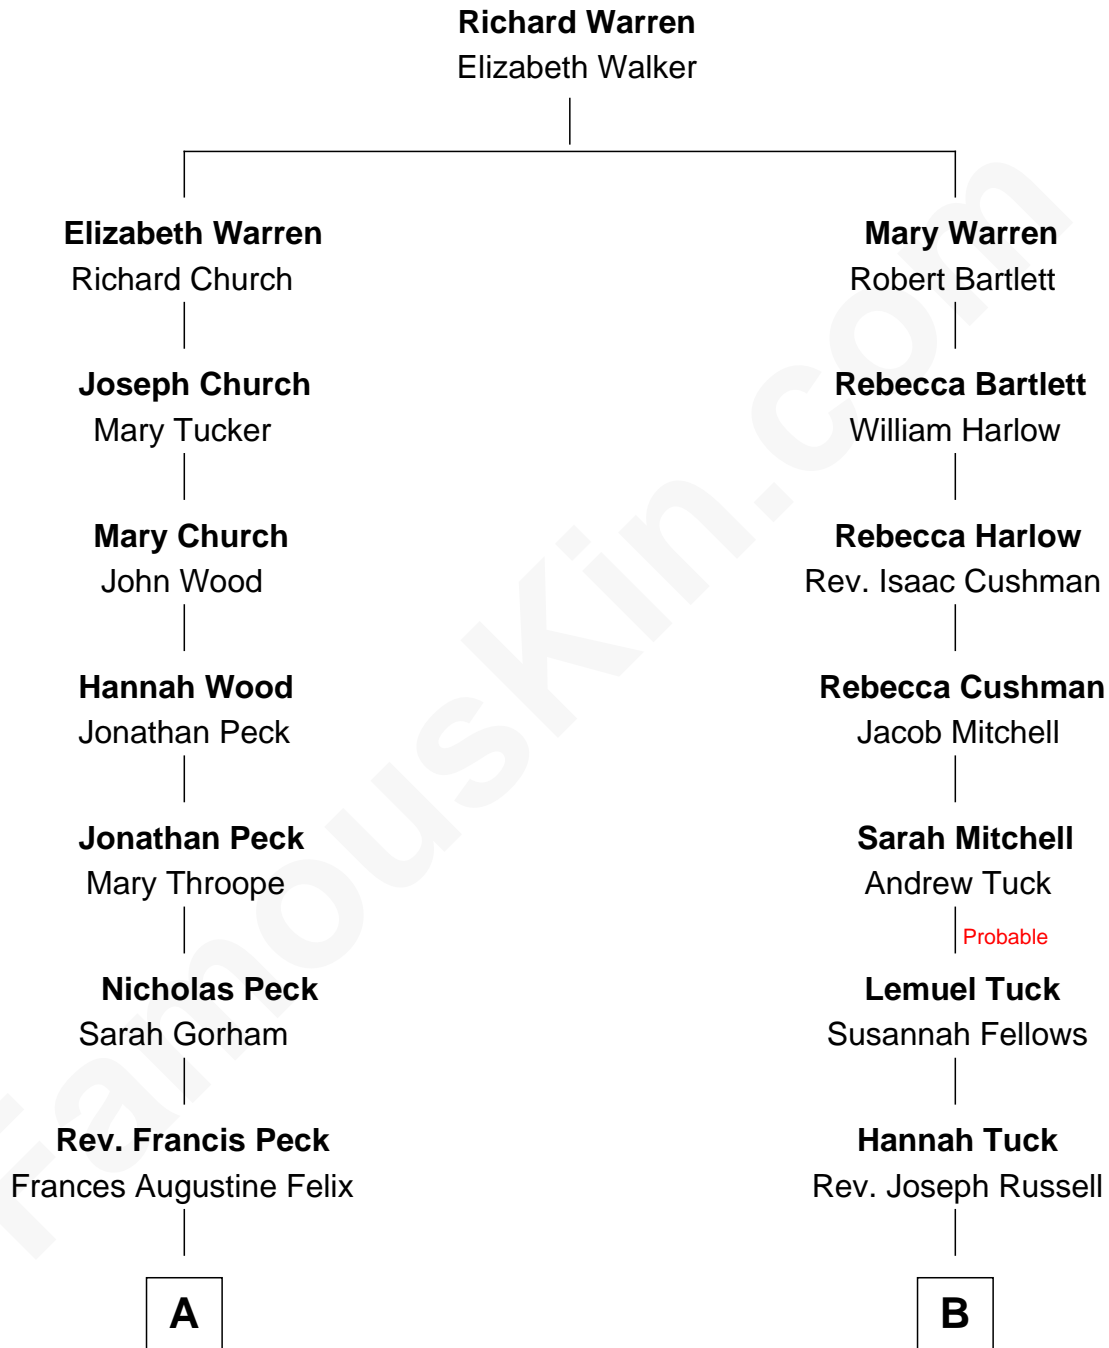 Richard Warren
Elizabeth Walker
Elizabeth Warren
Richard Church
Joseph Church
Mary Tucker
Mary Church
John Wood
Hannah Wood
Jonathan Peck
Jonathan Peck
Mary Throope
Nicholas Peck
Sarah Gorham
Rev. Francis Peck
Frances Augustine Felix
A
Mary Warren
Robert Bartlett
Rebecca Bartlett
William Harlow
Rebecca Harlow
Rev. Isaac Cushman
Rebecca Cushman
Jacob Mitchell
Sarah Mitchell
Andrew Tuck
Probable
Lemuel Tuck
Susannah Fellows
Hannah Tuck
Rev. Joseph Russell
B
FamousKin.com